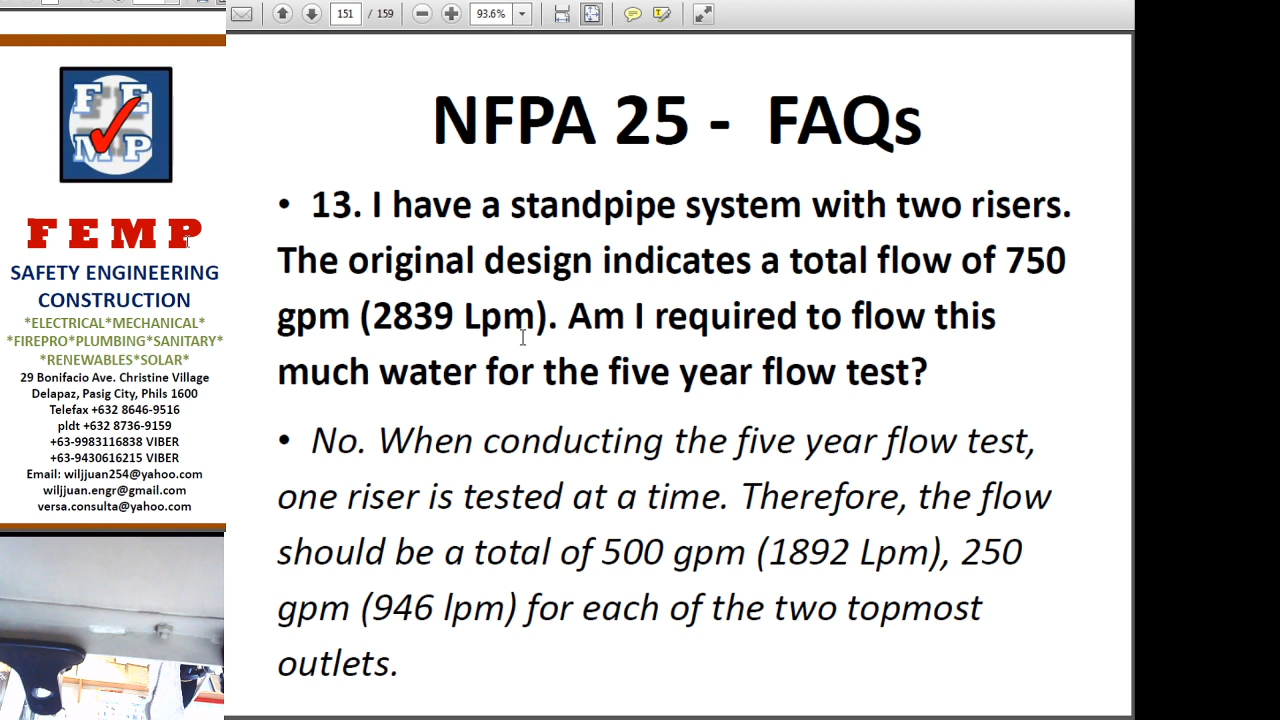 151 / 159
93.6%
F E
M P
FEMP
SAFETY ENGINEERING
CONSTRUCTION
*ELECTRICAL*MECHANICAL*
*FIREPRO*PLUMBING*SANITARY*
*RENEWABLES*SOLAR*
29 Bonifacio Ave. Christine Village
Delapaz, Pasig City, Phils 1600
Telefax +632 8646-9516
pldt +632 8736-9159
+63-9983116838 VIBER
+63-9430616215 VIBER
Email: wiljjuan254@yahoo.com
wiljjuan.engr@gmail.com
versa.consulta@yahoo.com
NFPA 25 - FAQs
• 13. I have a standpipe system with two risers.
The original design indicates a total flow of 750
gpm (2839 Lpm). Am I required to flow this
much water for the five year flow test?
• No. When conducting the five year flow test,
one riser is tested at a time. Therefore, the flow
should be a total of 500 gpm (1892 Lpm), 250
gpm (946 lpm) for each of the two topmost
outlets.